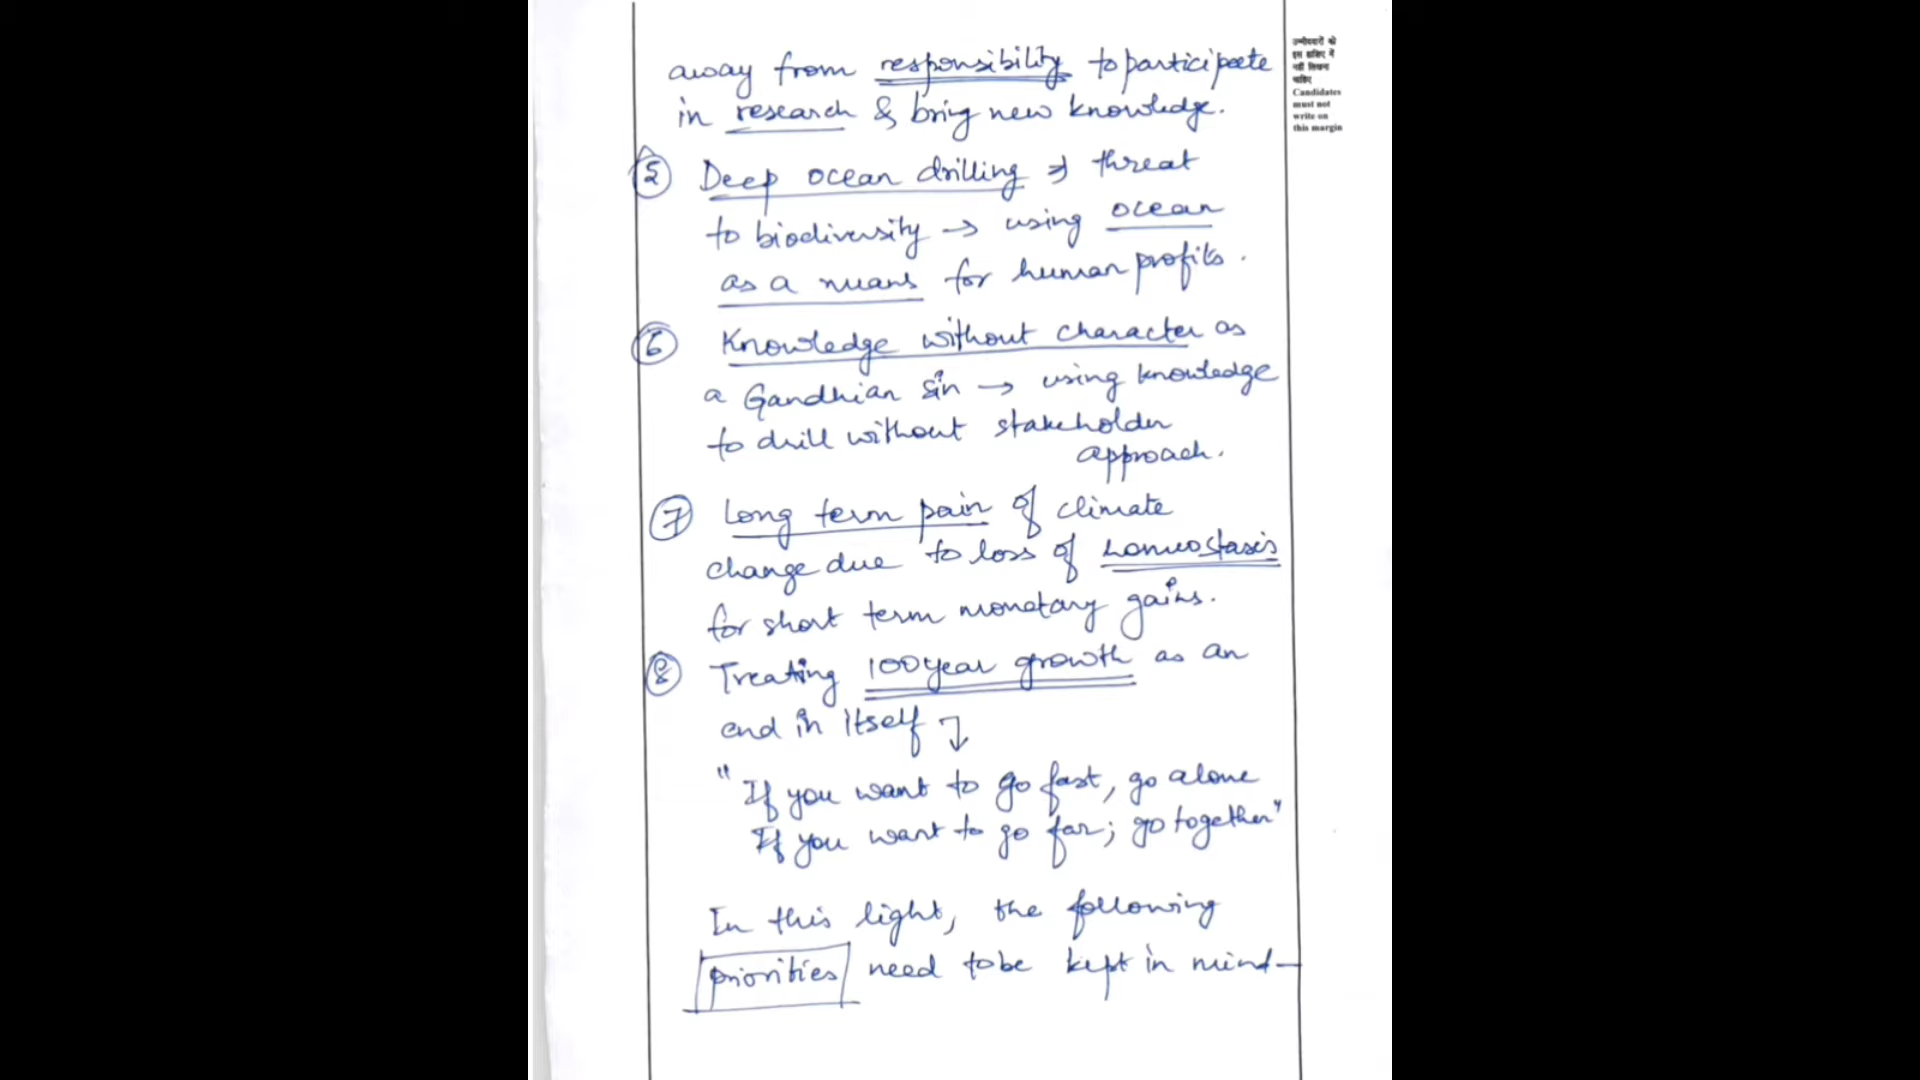 away from responsibility to participate
in research & bring new knowledge.
⑤ Deep ocean drilling ⇒ threat
to biodiversity → using ocean
as a means for human profits.
⑥ Knowledge without character as
a Gandhian sin → using knowledge
to drill without stakeholder
approach.
⑦ Long term pain of climate
change due to loss of homeostasis
for short term monetary gains.
⑧ Treating 100 year growth as an
end in itself ↴
"If you want to go fast, go alone
If you want to go far; go together"
In this light, the following
priorities need to be kept in mind—
उम्मीदवारों को
इस हाशिए में
नहीं लिखना
चाहिए
Candidates
must not
write on
this margin